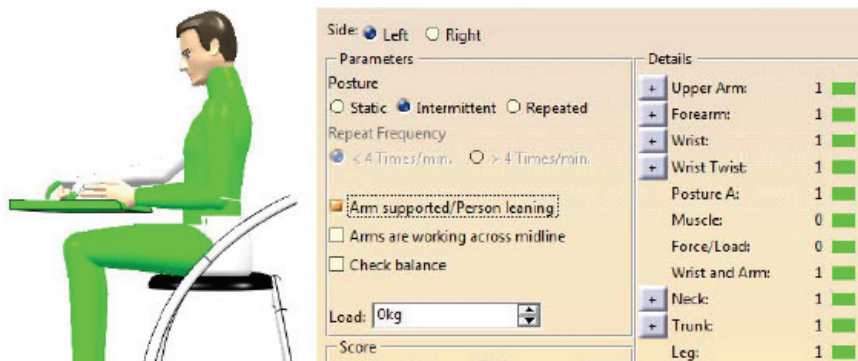 Side: Left Right
Parameters
Posture
Static Intermittent Repeated
Repeat Frequency
< 4 Times/min. > 4 Times/min.
Arm supported/Person leaning
Arms are working across midline
Check balance
Load: 0kg
Score
Details
+ Upper Arm: 1
+ Forearm: 1
+ Wrist: 1
+ Wrist Twist: 1
Posture A: 1
Muscle: 0
Force/Load: 0
Wrist and Arm: 1
+ Neck: 1
+ Trunk: 1
Leg: 1